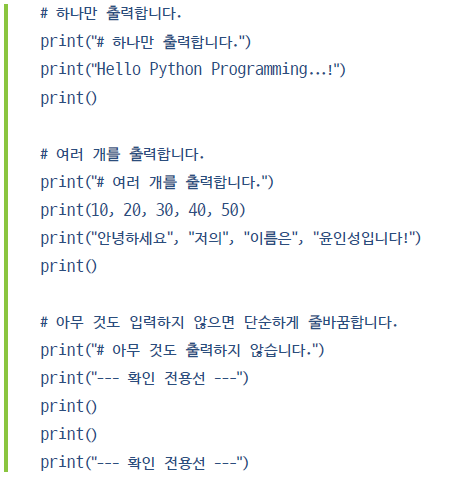 # 하나만 출력합니다.
print("# 하나만 출력합니다.")
print("Hello Python Programming...!")
print()
# 여러 개를 출력합니다.
print("# 여러 개를 출력합니다.")
print(10, 20, 30, 40, 50)
print("안녕하세요", "저의", "이름은", "윤인성입니다!")
print()
# 아무 것도 입력하지 않으면 단순하게 줄바꿈합니다.
print("# 아무 것도 출력하지 않습니다.")
print("--- 확인 전용선 ---")
print()
print()
print("--- 확인 전용선 ---")